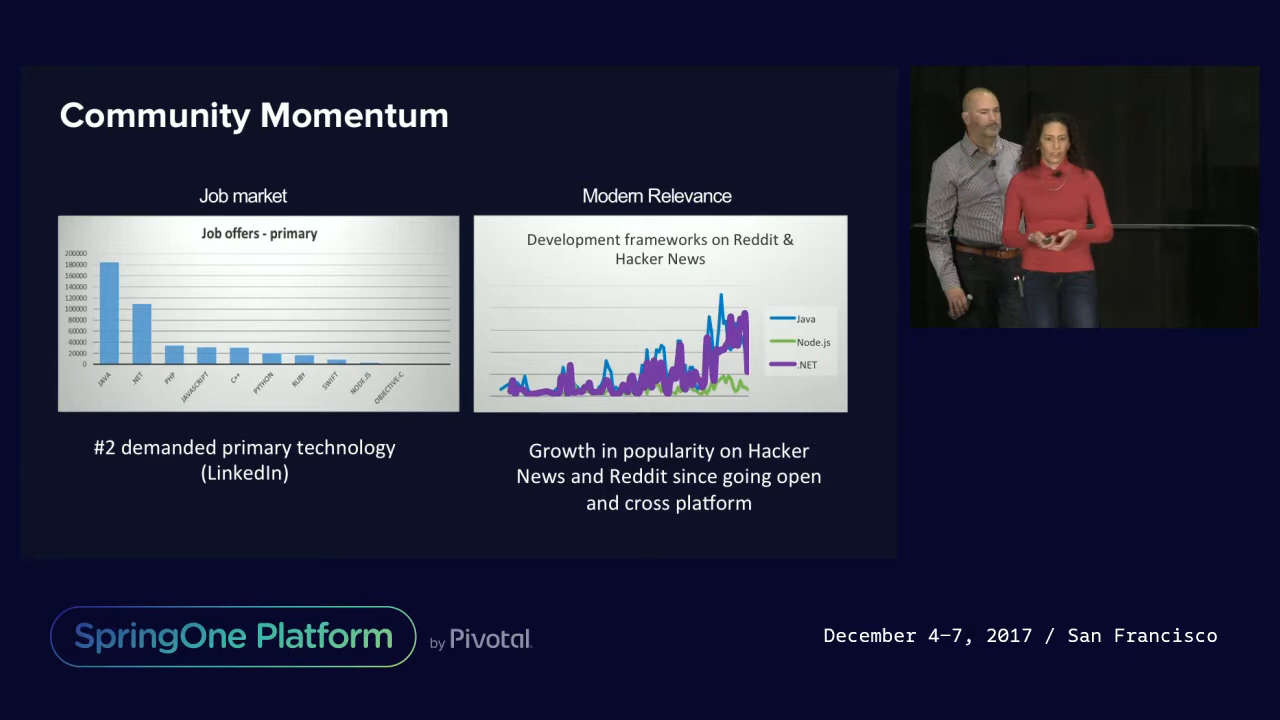 Community Momentum
Job market
Job offers - primary
200000
180000
160000
140000
120000
100000
80000
60000
40000
20000
0
JAVA
.NET
PHP
JAVASCRIPT
C++
PYTHON
RUBY
SWIFT
NODE.JS
OBJECTIVE-C
#2 demanded primary technology
(LinkedIn)
Modern Relevance
Development frameworks on Reddit &
Hacker News
Java
Node.js
.NET
Growth in popularity on Hacker
News and Reddit since going open
and cross platform
SpringOne Platform
by Pivotal.
December 4–7, 2017 / San Francisco